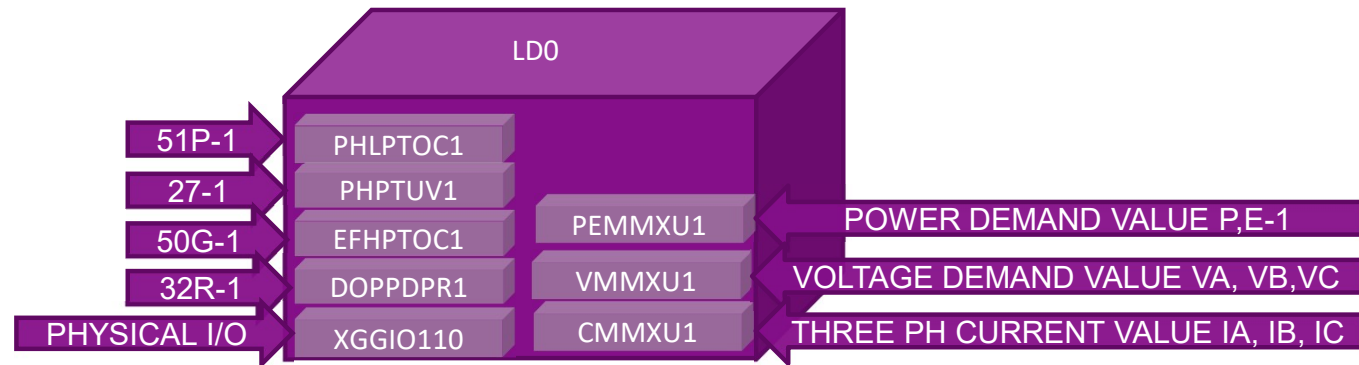 LD0
51P-1
PHLPTOC1
27-1
PHPTUV1
50G-1
EFHPTOC1
32R-1
DOPPDPR1
PHYSICAL I/O
XGGIO110
PEMMXU1
POWER DEMAND VALUE P,E-1
VMMXU1
VOLTAGE DEMAND VALUE VA, VB,VC
CMMXU1
THREE PH CURRENT VALUE IA, IB, IC